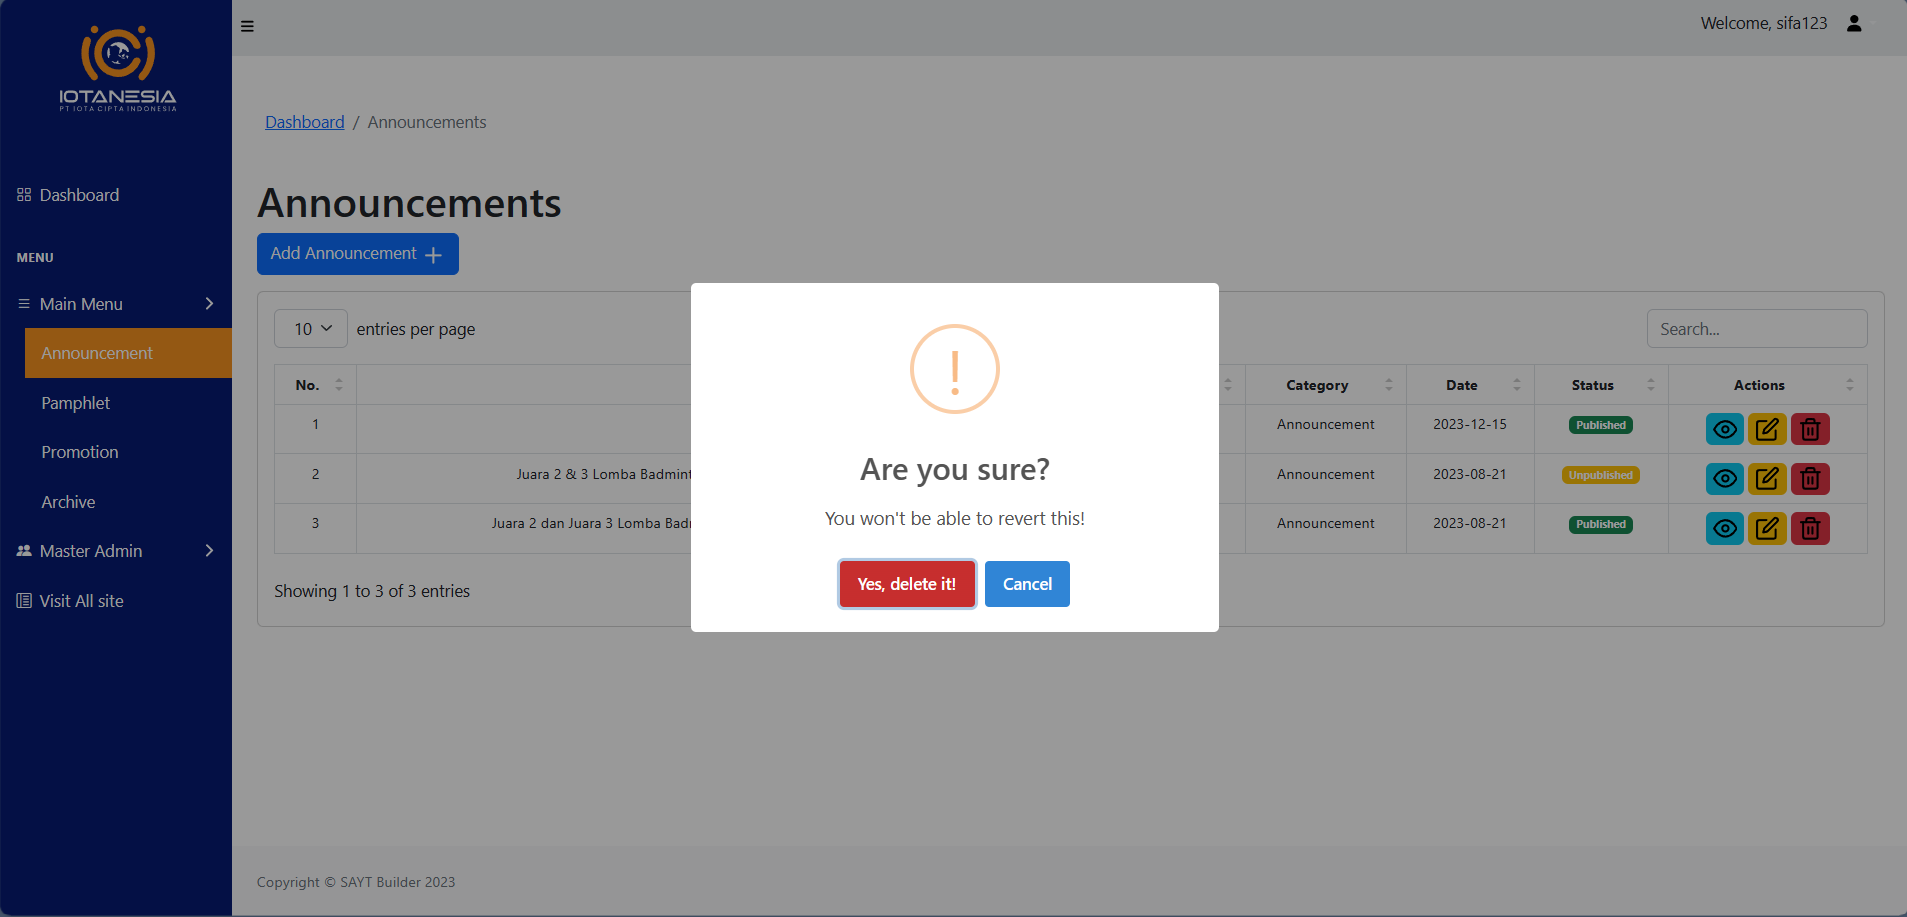 IOTANESIA
PT IOTA CIPTA INDONESIA
Welcome, sifa123
Dashboard / Announcements
Dashboard
MENU
Main Menu
Announcement
Pamphlet
Promotion
Archive
Master Admin
Visit All site
Announcements
Add Announcement +
10 entries per page
Search...
No. Category Date Status Actions
1 Announcement 2023-12-15 Published
2 Juara 2 & 3 Lomba Badmint Announcement 2023-08-21 Unpublished
3 Juara 2 dan Juara 3 Lomba Bad Announcement 2023-08-21 Published
Showing 1 to 3 of 3 entries
!
Are you sure?
You won't be able to revert this!
Yes, delete it! Cancel
Copyright © SAYT Builder 2023